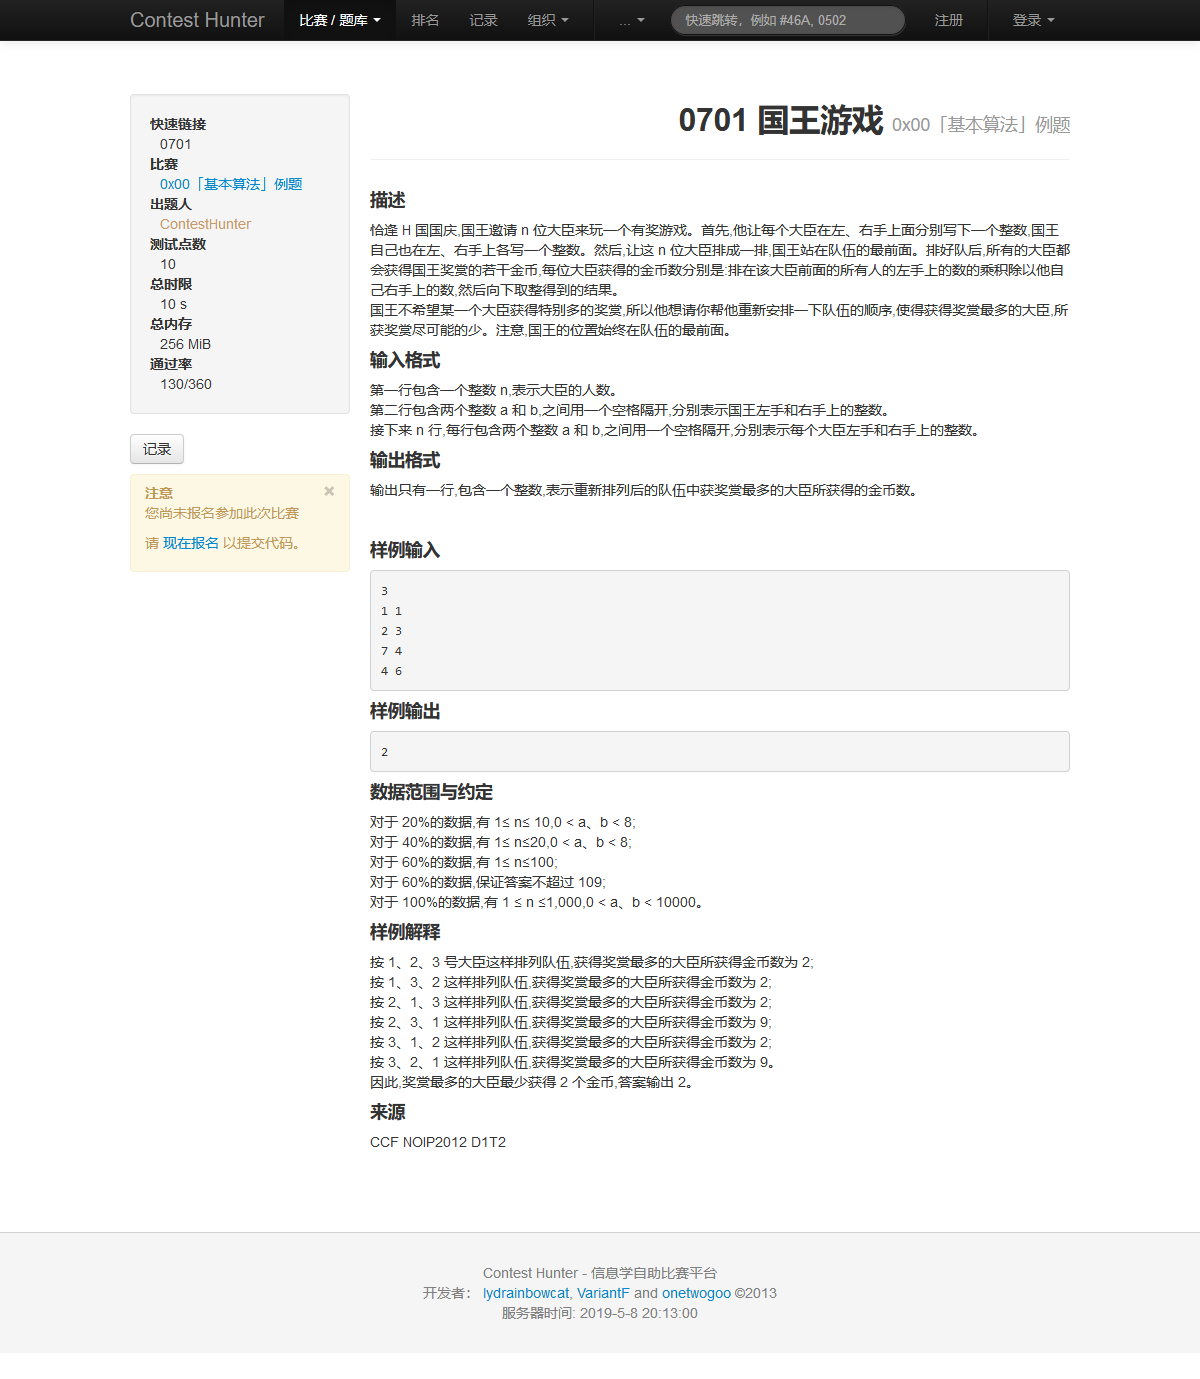 Contest Hunter 比赛 / 题库 排名 记录 组织 ... 快速跳转，例如 #46A, 0502 注册 登录
快速链接
0701
比赛
0x00「基本算法」例题
出题人
ContestHunter
测试点数
10
总时限
10 s
总内存
256 MiB
通过率
130/360
记录
注意 ×
您尚未报名参加此次比赛
请 现在报名 以提交代码。
0701 国王游戏 0x00「基本算法」例题
描述
恰逢 H 国国庆,国王邀请 n 位大臣来玩一个有奖游戏。首先,他让每个大臣在左、右手上面分别写下一个整数,国王
自己也在左、右手上各写一个整数。然后,让这 n 位大臣排成一排,国王站在队伍的最前面。排好队后,所有的大臣都
会获得国王奖赏的若干金币,每位大臣获得的金币数分别是:排在该大臣前面的所有人的左手上的数的乘积除以他自
己右手上的数,然后向下取整得到的结果。
国王不希望某一个大臣获得特别多的奖赏,所以他想请你帮他重新安排一下队伍的顺序,使得获得奖赏最多的大臣,所
获奖赏尽可能的少。注意,国王的位置始终在队伍的最前面。
输入格式
第一行包含一个整数 n,表示大臣的人数。
第二行包含两个整数 a 和 b,之间用一个空格隔开,分别表示国王左手和右手上的整数。
接下来 n 行,每行包含两个整数 a 和 b,之间用一个空格隔开,分别表示每个大臣左手和右手上的整数。
输出格式
输出只有一行,包含一个整数,表示重新排列后的队伍中获奖赏最多的大臣所获得的金币数。
样例输入
3
1 1
2 3
7 4
4 6
样例输出
2
数据范围与约定
对于 20%的数据,有 1≤ n≤ 10,0 < a、b < 8;
对于 40%的数据,有 1≤ n≤20,0 < a、b < 8;
对于 60%的数据,有 1≤ n≤100;
对于 60%的数据,保证答案不超过 109;
对于 100%的数据,有 1 ≤ n ≤1,000,0 < a、b < 10000。
样例解释
按 1、2、3 号大臣这样排列队伍,获得奖赏最多的大臣所获得金币数为 2;
按 1、3、2 这样排列队伍,获得奖赏最多的大臣所获得金币数为 2;
按 2、1、3 这样排列队伍,获得奖赏最多的大臣所获得金币数为 2;
按 2、3、1 这样排列队伍,获得奖赏最多的大臣所获得金币数为 9;
按 3、1、2 这样排列队伍,获得奖赏最多的大臣所获得金币数为 2;
按 3、2、1 这样排列队伍,获得奖赏最多的大臣所获得金币数为 9。
因此,奖赏最多的大臣最少获得 2 个金币,答案输出 2。
来源
CCF NOIP2012 D1T2
Contest Hunter - 信息学自助比赛平台
开发者： lydrainbowcat, VariantF and onetwogoo ©2013
服务器时间: 2019-5-8 20:13:00